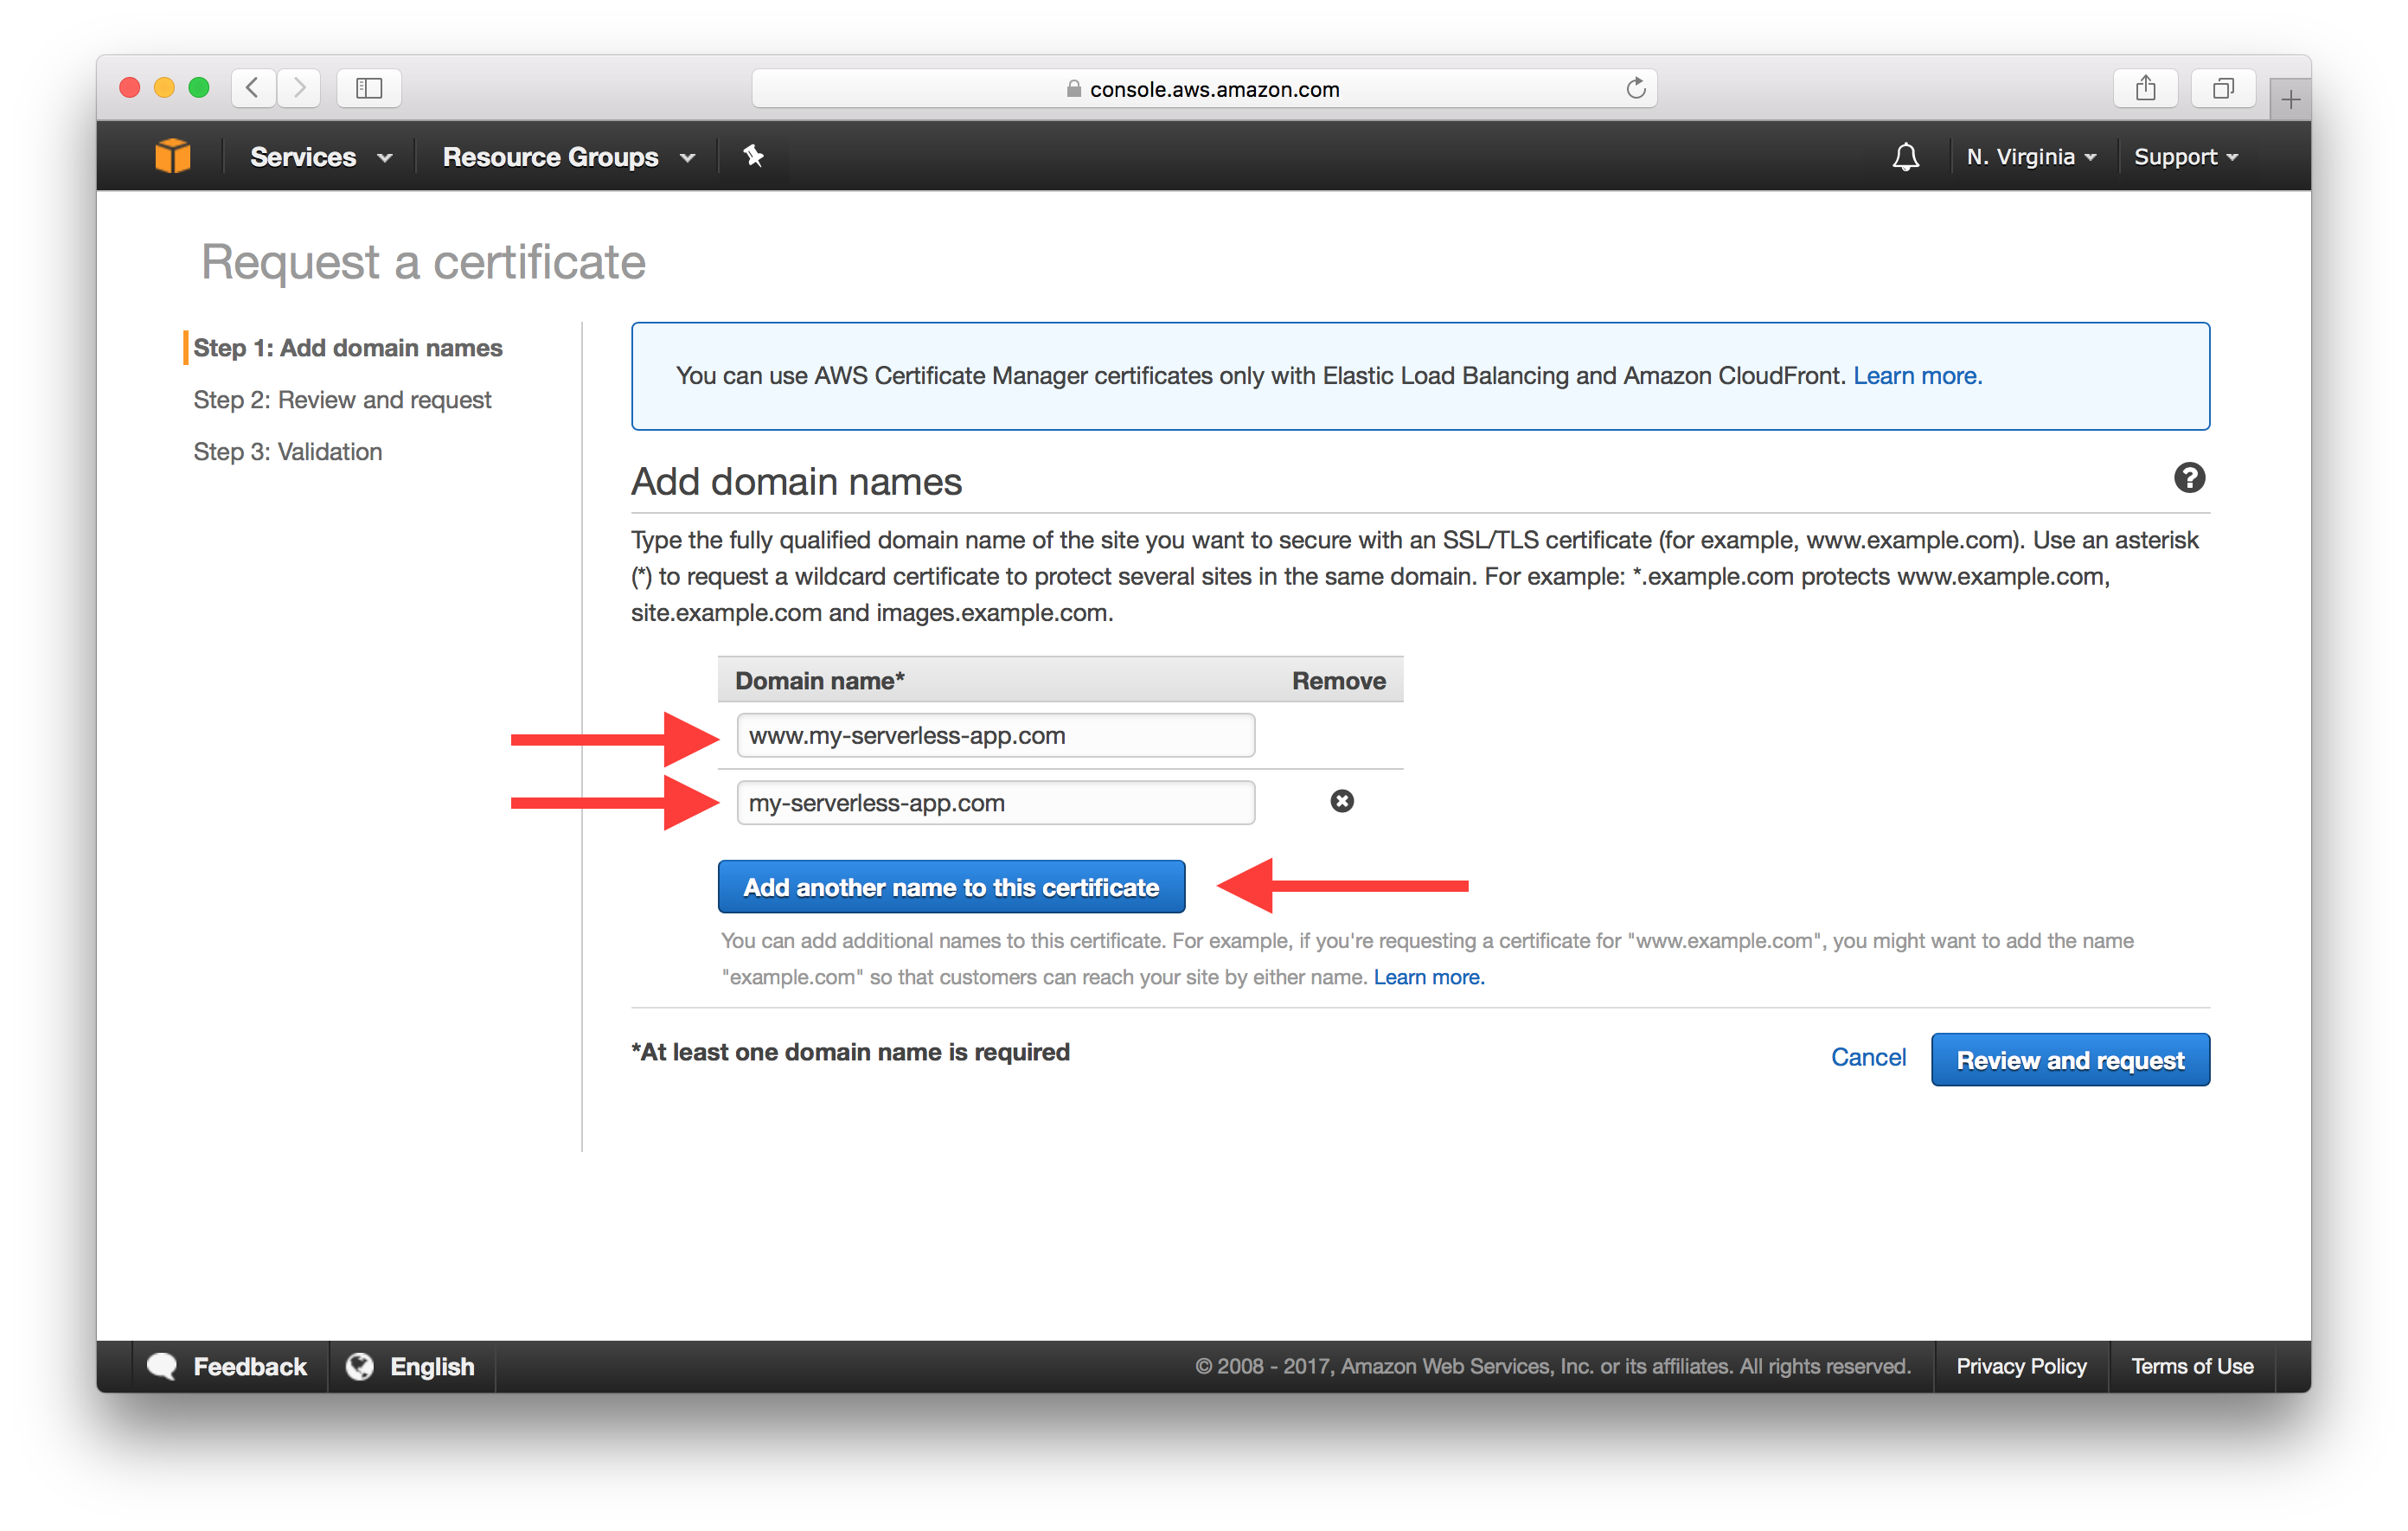 console.aws.amazon.com
Services
Resource Groups
N. Virginia
Support
Request a certificate
Step 1: Add domain names
Step 2: Review and request
Step 3: Validation
You can use AWS Certificate Manager certificates only with Elastic Load Balancing and Amazon CloudFront. Learn more.
Add domain names
?
Type the fully qualified domain name of the site you want to secure with an SSL/TLS certificate (for example, www.example.com). Use an asterisk
(*) to request a wildcard certificate to protect several sites in the same domain. For example: *.example.com protects www.example.com,
site.example.com and images.example.com.
Domain name*
Remove
www.my-serverless-app.com
my-serverless-app.com
Add another name to this certificate
You can add additional names to this certificate. For example, if you're requesting a certificate for "www.example.com", you might want to add the name
"example.com" so that customers can reach your site by either name. Learn more.
*At least one domain name is required
Cancel
Review and request
Feedback
English
© 2008 - 2017, Amazon Web Services, Inc. or its affiliates. All rights reserved.
Privacy Policy
Terms of Use